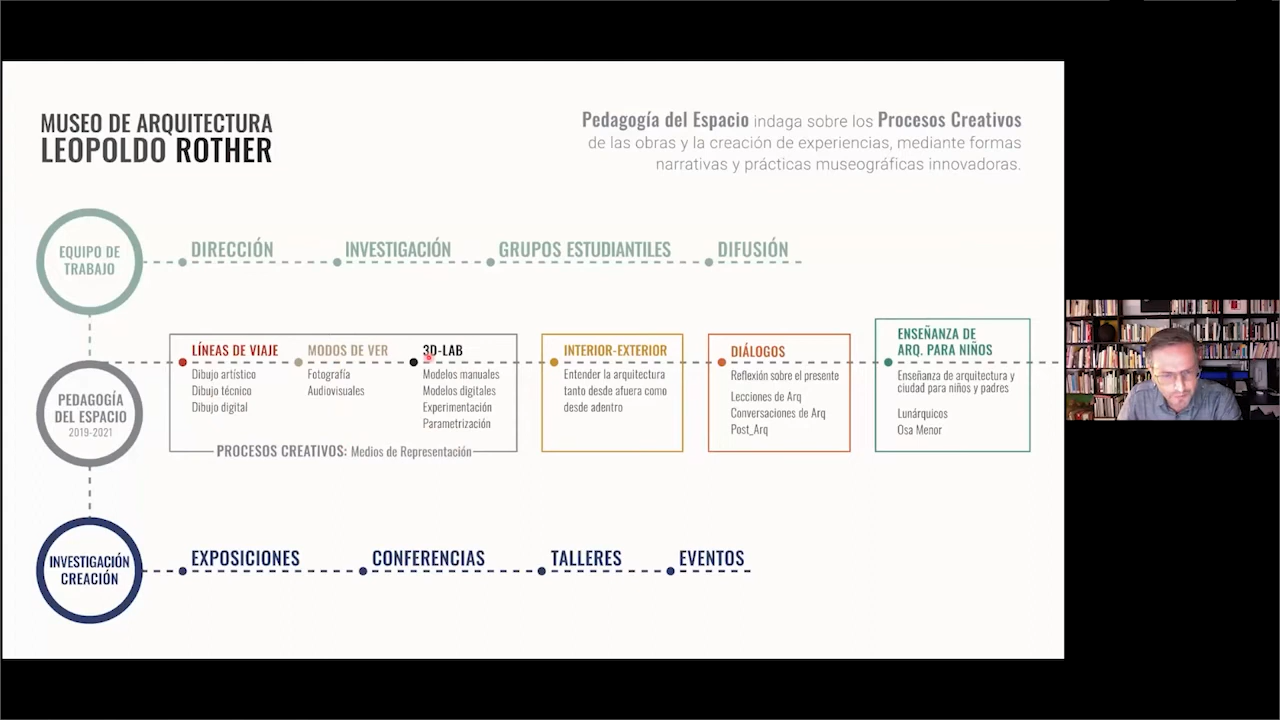 MUSEO DE ARQUITECTURA
LEOPOLDO ROTHER
Pedagogía del Espacio indaga sobre los Procesos Creativos
de las obras y la creación de experiencias, mediante formas
narrativas y prácticas museográficas innovadoras.
EQUIPO DE
TRABAJO
DIRECCIÓN
INVESTIGACIÓN
GRUPOS ESTUDIANTILES
DIFUSIÓN
PEDAGOGÍA
DEL ESPACIO
2019-2021
LÍNEAS DE VIAJE
Dibujo artístico
Dibujo técnico
Dibujo digital
MODOS DE VER
Fotografía
Audiovisuales
3D-LAB
Modelos manuales
Modelos digitales
Experimentación
Parametrización
PROCESOS CREATIVOS: Medios de Representación
INTERIOR-EXTERIOR
Entender la arquitectura
tanto desde afuera como
desde adentro
DIÁLOGOS
Reflexión sobre el presente
Lecciones de Arq
Conversaciones de Arq
Post_Arq
ENSEÑANZA DE
ARQ. PARA NIÑOS
Enseñanza de arquitectura y
ciudad para niños y padres
Lunárquicos
Osa Menor
INVESTIGACIÓN
CREACIÓN
EXPOSICIONES
CONFERENCIAS
TALLERES
EVENTOS